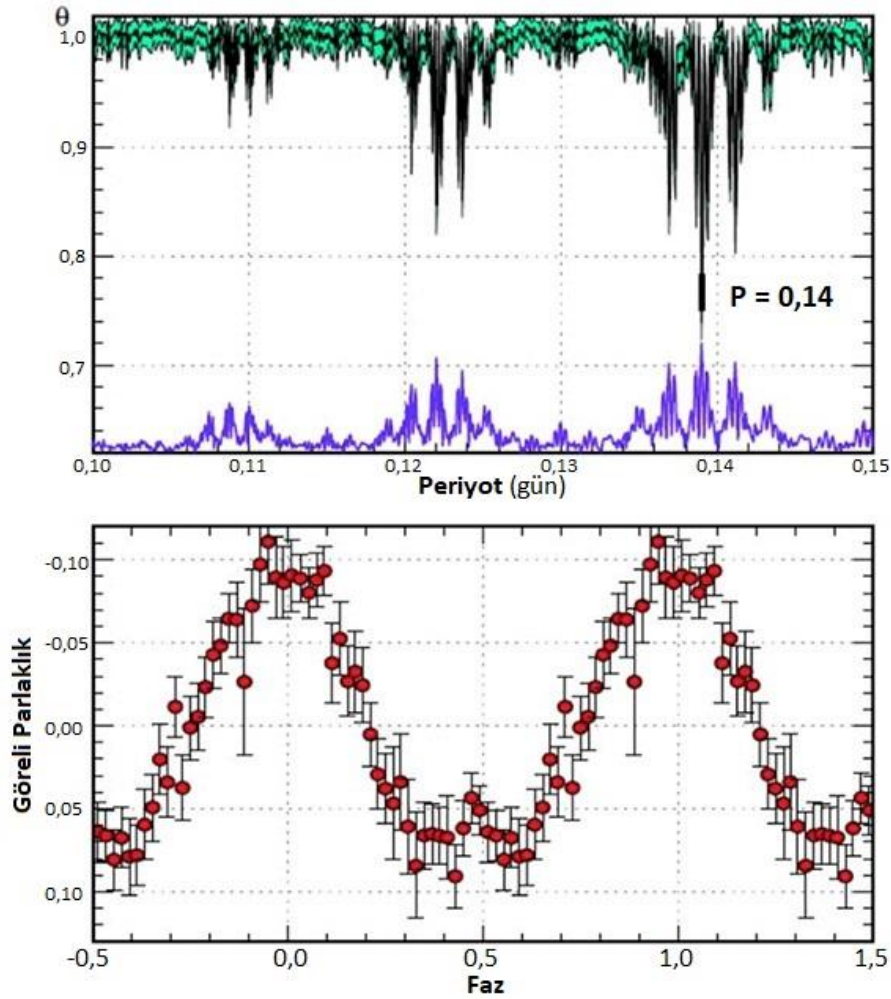 θ
1,0
0,9
0,8
P = 0,14
0,7
0,10 0,11 0,12 0,13 0,14 0,15
Periyot (gün)
-0,10
-0,05
0,00
0,05
0,10
Göreli Parlaklık
-0,5 0,0 0,5 1,0 1,5
Faz